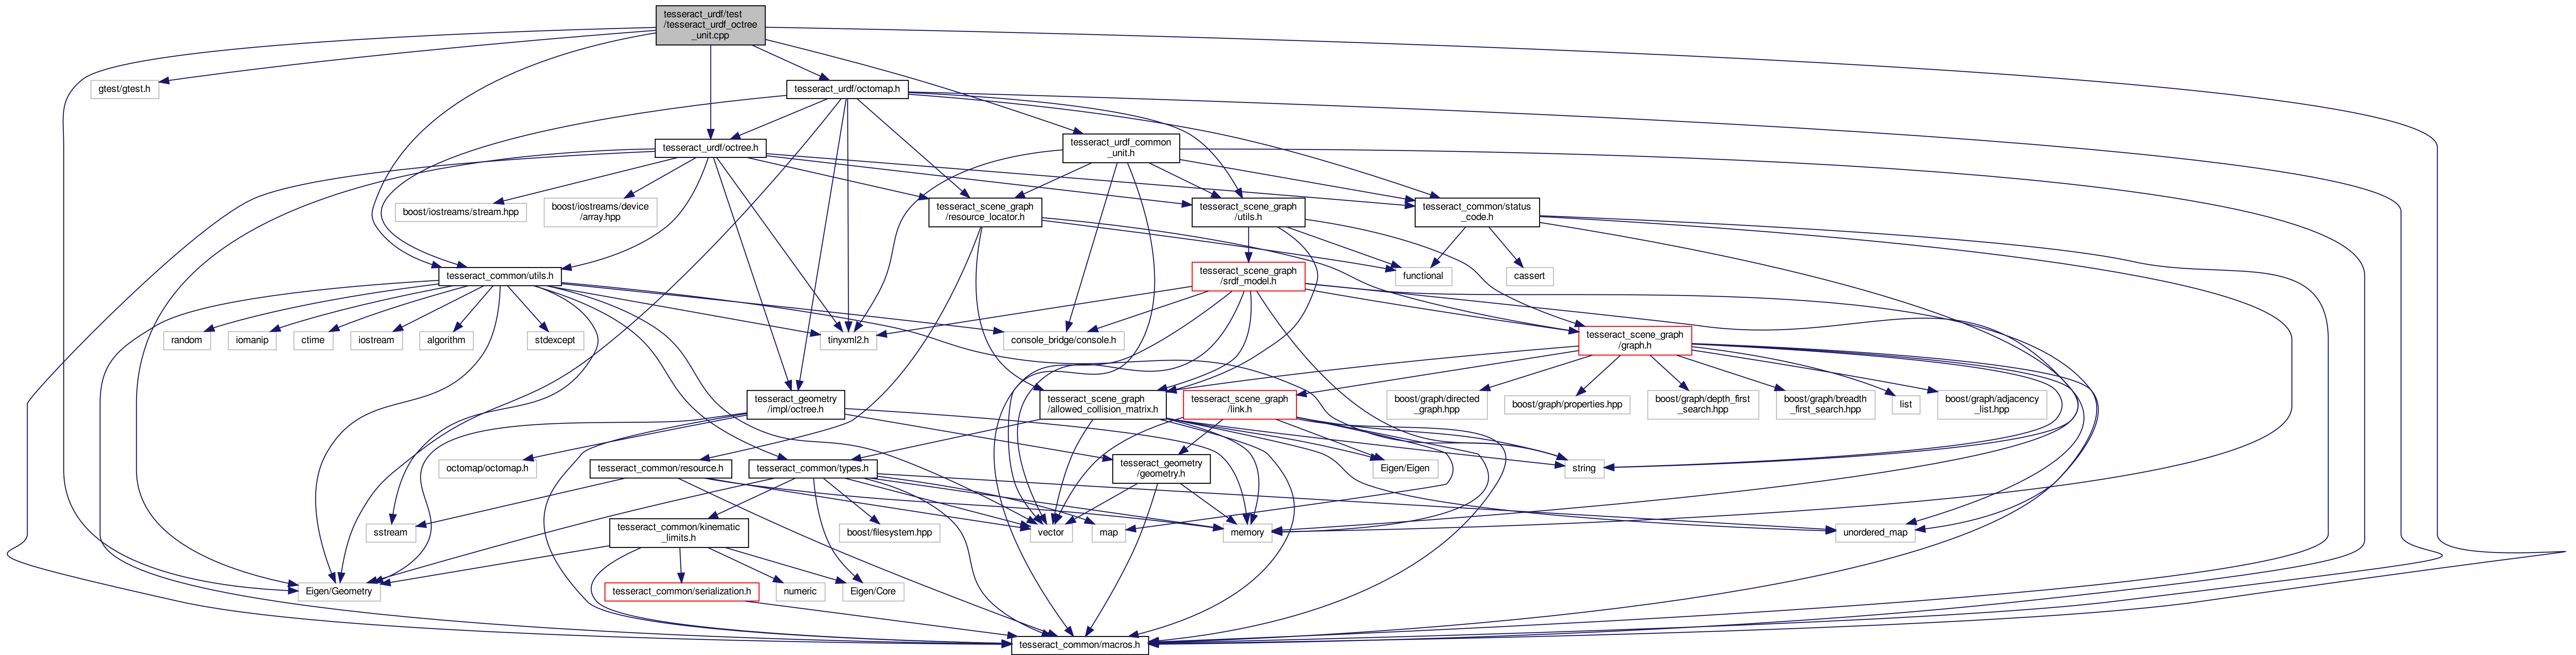 tesseract_urdf/test
/tesseract_urdf_octree
_unit.cpp
gtest/gtest.h
tesseract_urdf/octomap.h
tesseract_urdf/octree.h
tesseract_urdf_common
_unit.h
boost/iostreams/stream.hpp
boost/iostreams/device
/array.hpp
tesseract_scene_graph
/resource_locator.h
tesseract_scene_graph
/utils.h
tesseract_common/status
_code.h
tesseract_common/utils.h
tesseract_scene_graph
/srdf_model.h
functional
cassert
random
iomanip
ctime
iostream
algorithm
stdexcept
tinyxml2.h
console_bridge/console.h
tesseract_scene_graph
/graph.h
tesseract_geometry
/impl/octree.h
tesseract_scene_graph
/allowed_collision_matrix.h
tesseract_scene_graph
/link.h
boost/graph/directed
_graph.hpp
boost/graph/properties.hpp
boost/graph/depth_first
_search.hpp
boost/graph/breadth
_first_search.hpp
list
boost/graph/adjacency
_list.hpp
octomap/octomap.h
tesseract_common/resource.h
tesseract_common/types.h
tesseract_geometry
/geometry.h
Eigen/Eigen
string
sstream
tesseract_common/kinematic
_limits.h
boost/filesystem.hpp
vector
map
memory
unordered_map
Eigen/Geometry
tesseract_common/serialization.h
numeric
Eigen/Core
tesseract_common/macros.h